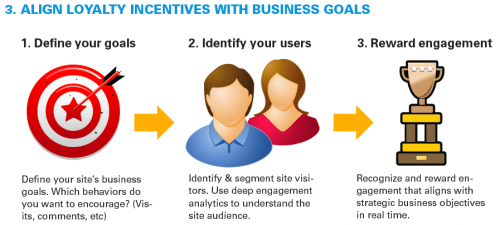 3. ALIGN LOYALTY INCENTIVES WITH BUSINESS GOALS
1. Define your goals
2. Identify your users
3. Reward engagement
Define your site's business
goals. Which behaviors do
you want to encourage? (Vis-
its, comments, etc)
Identify & segment site visi-
tors. Use deep engagement
analytics to understand the
site audience.
Recognize and reward en-
gagement that aligns with
strategic business objectives
in real time.